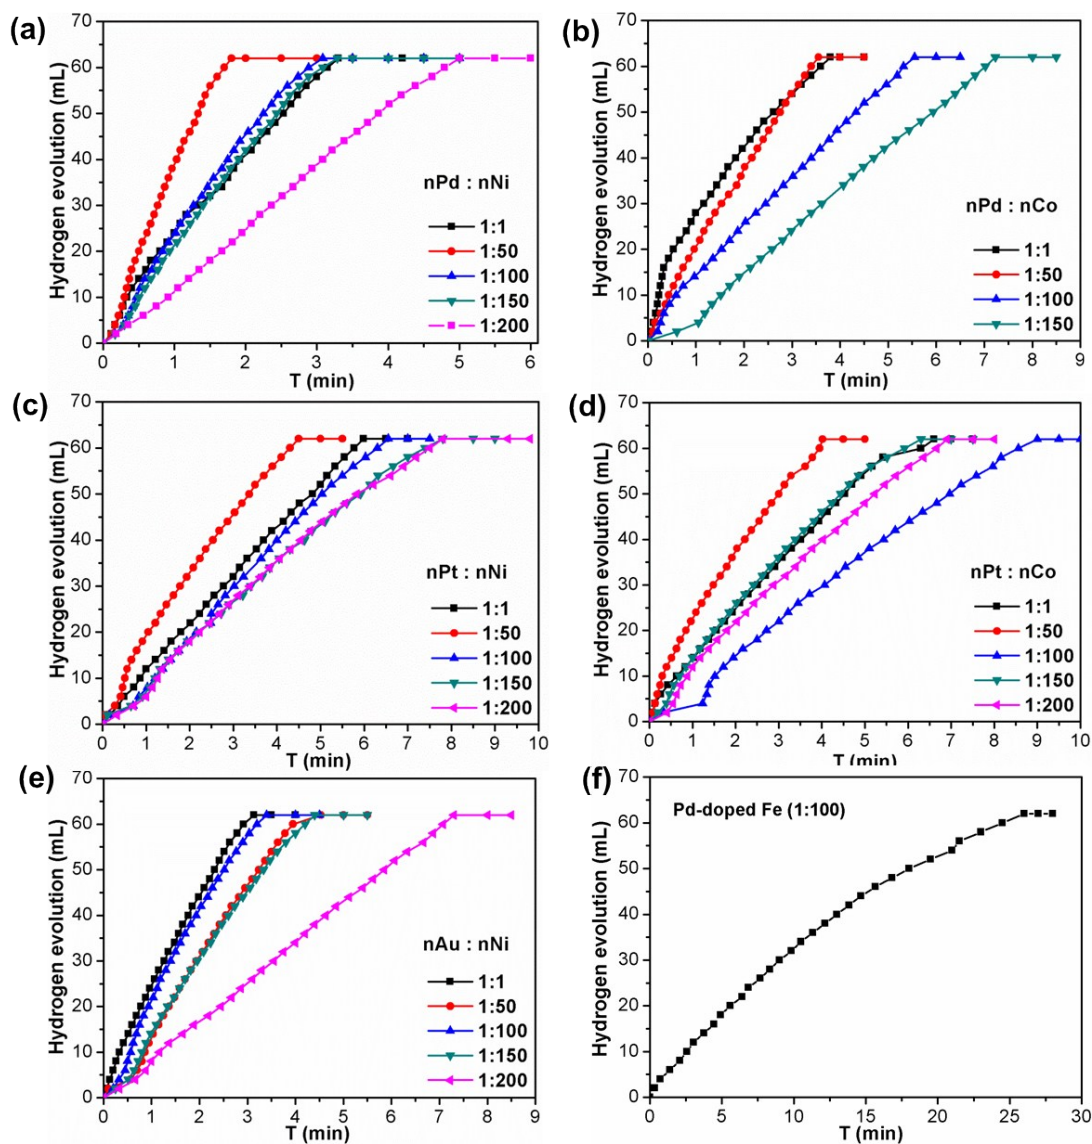 (a)
Hydrogen evolution (mL)
70
60
50
40
30
20
10
0
nPd : nNi
1:1
1:50
1:100
1:150
1:200
1 2 3 4 5 6
T (min)
(b)
Hydrogen evolution (mL)
70
60
50
40
30
20
10
0
nPd : nCo
1:1
1:50
1:100
1:150
0 1 2 3 4 5 6 7 8 9
T (min)
(c)
Hydrogen evolution (mL)
70
60
50
40
30
20
10
0
nPt : nNi
1:1
1:50
1:100
1:150
1:200
0 1 2 3 4 5 6 7 8 9 10
T (min)
(d)
Hydrogen evolution (mL)
70
60
50
40
30
20
10
0
nPt : nCo
1:1
1:50
1:100
1:150
1:200
0 1 2 3 4 5 6 7 8 9 10
T (min)
(e)
Hydrogen evolution (mL)
70
60
50
40
30
20
10
0
nAu : nNi
1:1
1:50
1:100
1:150
1:200
0 1 2 3 4 5 6 7 8 9
T (min)
(f)
Hydrogen evolution (mL)
70
60
50
40
30
20
10
0
Pd-doped Fe (1:100)
0 5 10 15 20 25 30
T (min)